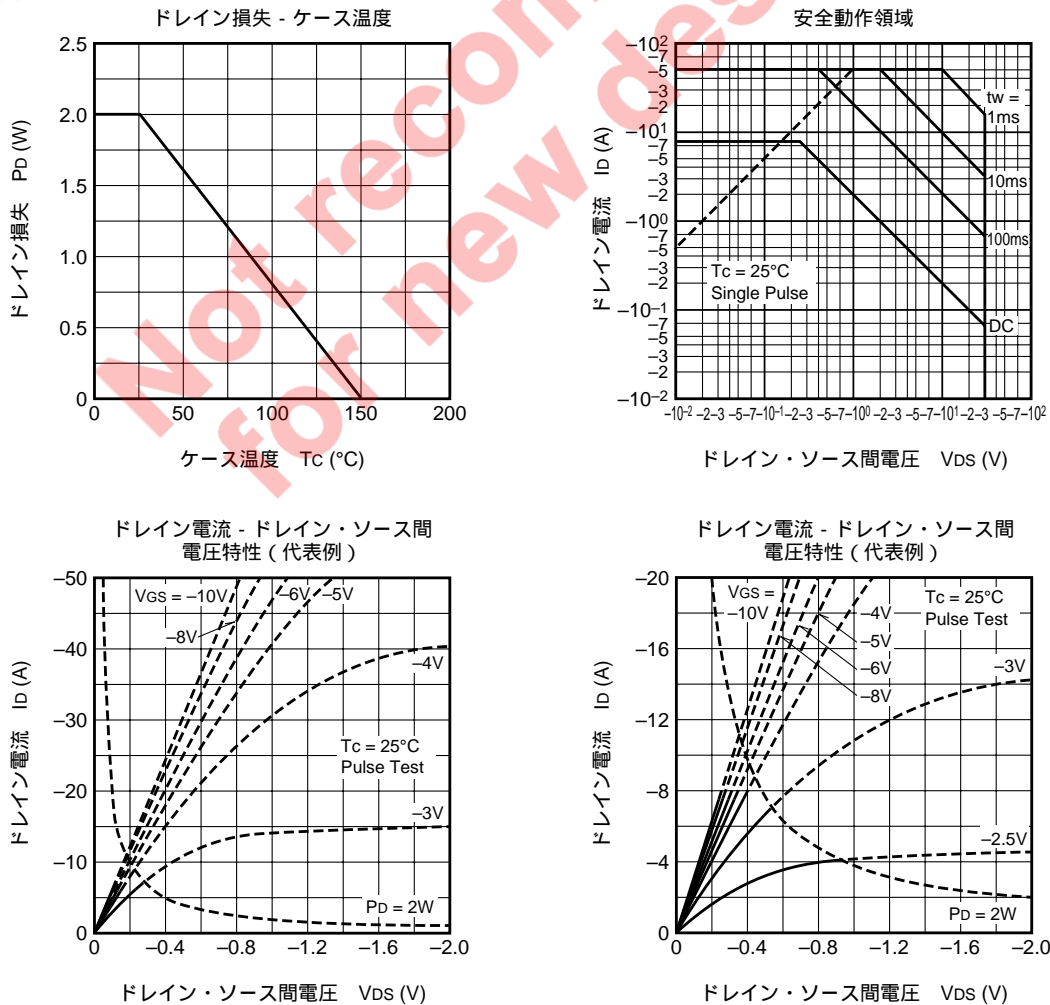 ドレイン損失 - ケース温度
2.5
2.0
1.5
1.0
0.5
0
0 50 100 150 200
ドレイン損失 PD (W)
ケース温度 TC (°C)
安全動作領域
–10²
–7
–5
–3
–2
–10¹
–7
–5
–3
–2
–10⁰
–7
–5
–3
–2
–10⁻¹
–7
–5
–3
–2
–10⁻²
–10⁻² –2–3 –5–7–10⁻¹ –2–3 –5–7–10⁰ –2–3 –5–7–10¹ –2–3 –5–7–10²
ドレイン電流 ID (A)
ドレイン・ソース間電圧 VDS (V)
tw =
1ms
10ms
100ms
DC
Tc = 25°C
Single Pulse
ドレイン電流 - ドレイン・ソース間
電圧特性 ( 代表例 )
–50
–40
–30
–20
–10
0
0 –0.4 –0.8 –1.2 –1.6 –2.0
ドレイン電流 ID (A)
ドレイン・ソース間電圧 VDS (V)
VGS = –10V
–8V
–6V
–5V
–4V
Tc = 25°C
Pulse Test
–3V
PD = 2W
ドレイン電流 - ドレイン・ソース間
電圧特性 ( 代表例 )
–20
–16
–12
–8
–4
0
0 –0.4 –0.8 –1.2 –1.6 –2.0
ドレイン電流 ID (A)
ドレイン・ソース間電圧 VDS (V)
VGS =
–10V
–4V
–5V
–6V
–8V
Tc = 25°C
Pulse Test
–3V
–2.5V
PD = 2W
Not recom
for new des